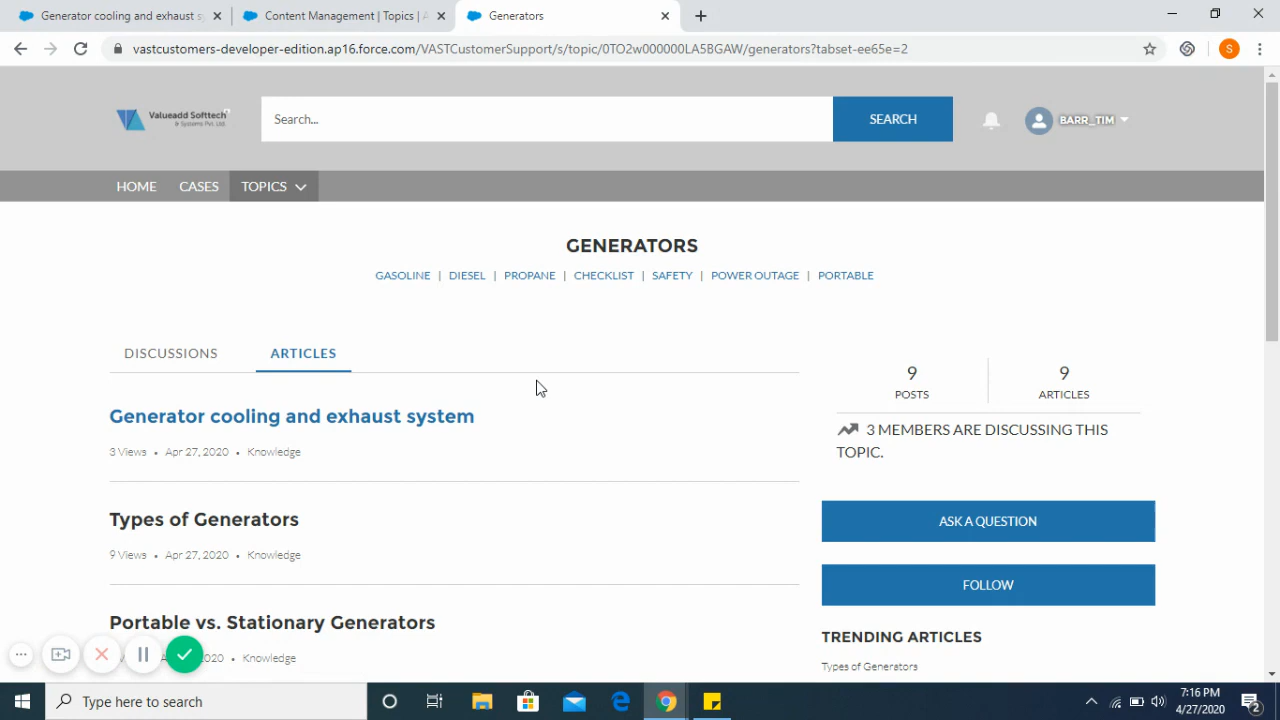 Generator cooling and exhaust sy
Content Management | Topics | A
Generators
vastcustomers-developer-edition.ap16.force.com/VASTCustomerSupport/s/topic/0TO2w000000LA5BGAW/generators?tabset-ee65e=2
S
Valueadd Softtech
& Systems Pvt. Ltd.
Search...
SEARCH
BARR_TIM
HOME
CASES
TOPICS
GENERATORS
GASOLINE | DIESEL | PROPANE | CHECKLIST | SAFETY | POWER OUTAGE | PORTABLE
DISCUSSIONS
ARTICLES
9
POSTS
9
ARTICLES
3 MEMBERS ARE DISCUSSING THIS
TOPIC.
Generator cooling and exhaust system
3 Views • Apr 27, 2020 • Knowledge
Types of Generators
9 Views • Apr 27, 2020 • Knowledge
Portable vs. Stationary Generators
2020 • Knowledge
ASK A QUESTION
FOLLOW
TRENDING ARTICLES
Types of Generators
Type here to search
7:16 PM
4/27/2020
2